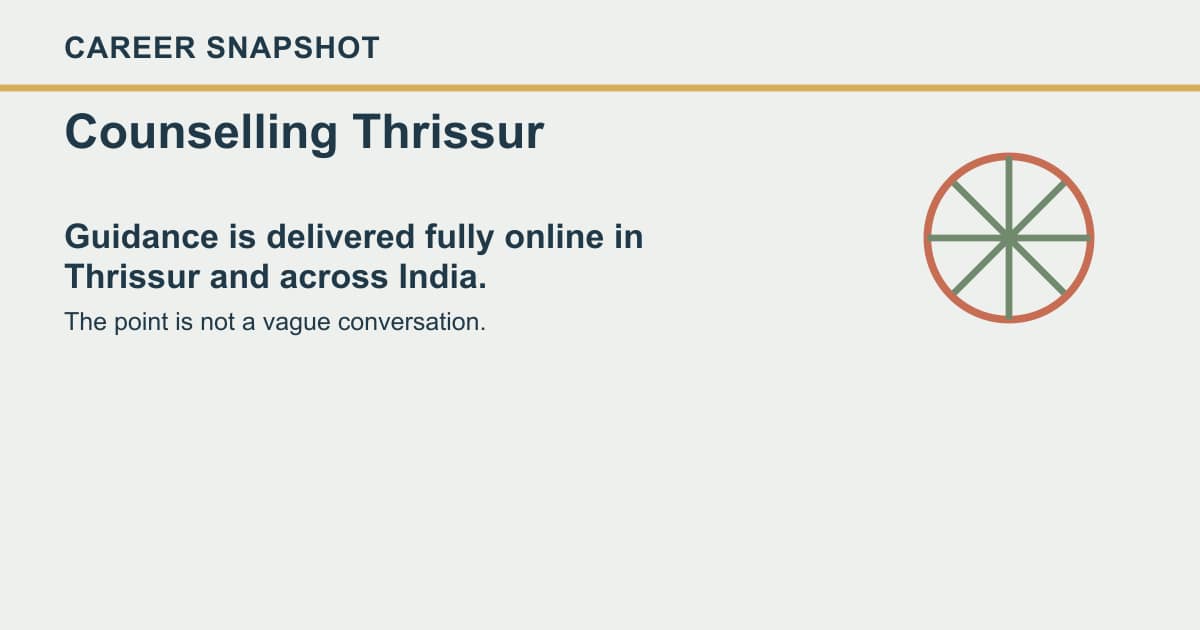 CAREER SNAPSHOT
Counselling Thrissur
Guidance is delivered fully online in
Thrissur and across India.
The point is not a vague conversation.